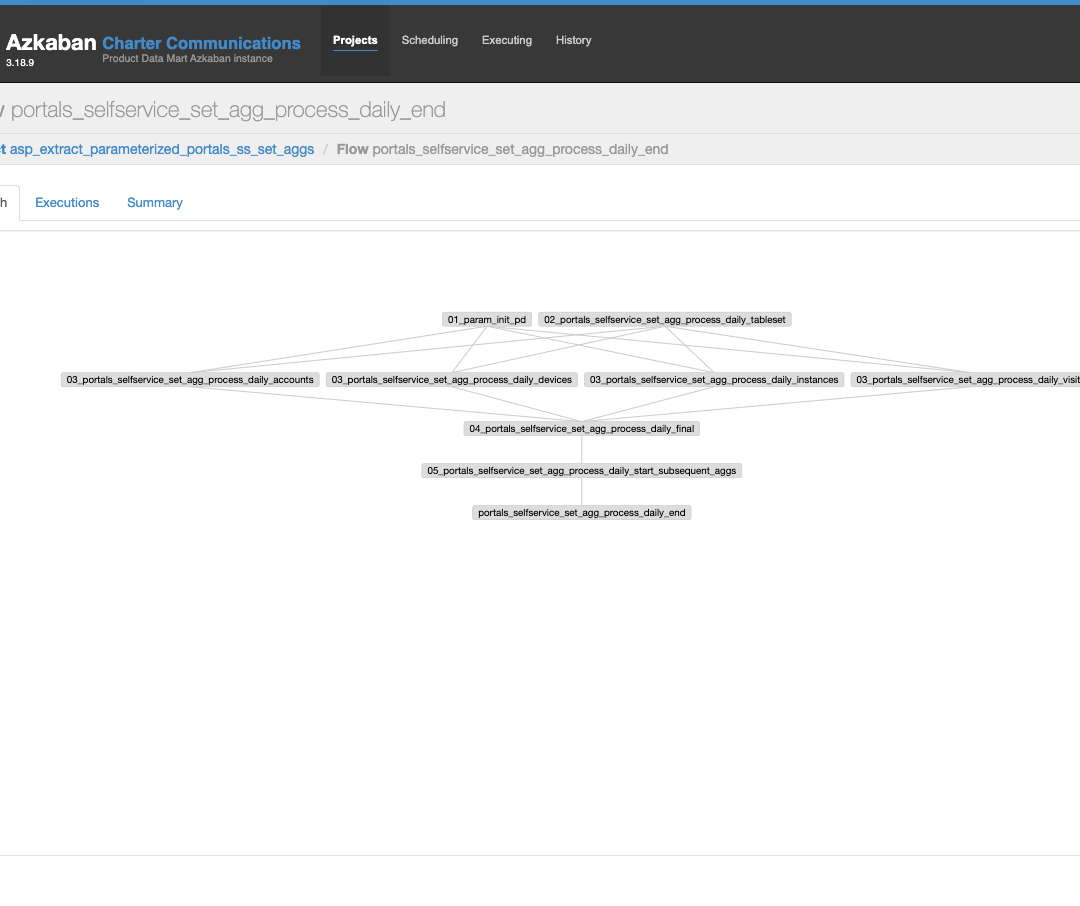 Azkaban Charter Communications
3.18.9 Product Data Mart Azkaban instance
Projects Scheduling Executing History
portals_selfservice_set_agg_process_daily_end
asp_extract_parameterized_portals_ss_set_aggs / Flow portals_selfservice_set_agg_process_daily_end
Executions Summary
01_param_init_pd 02_portals_selfservice_set_agg_process_daily_tableset
03_portals_selfservice_set_agg_process_daily_accounts 03_portals_selfservice_set_agg_process_daily_devices 03_portals_selfservice_set_agg_process_daily_instances 03_portals_selfservice_set_agg_process_daily_visit
04_portals_selfservice_set_agg_process_daily_final
05_portals_selfservice_set_agg_process_daily_start_subsequent_aggs
portals_selfservice_set_agg_process_daily_end